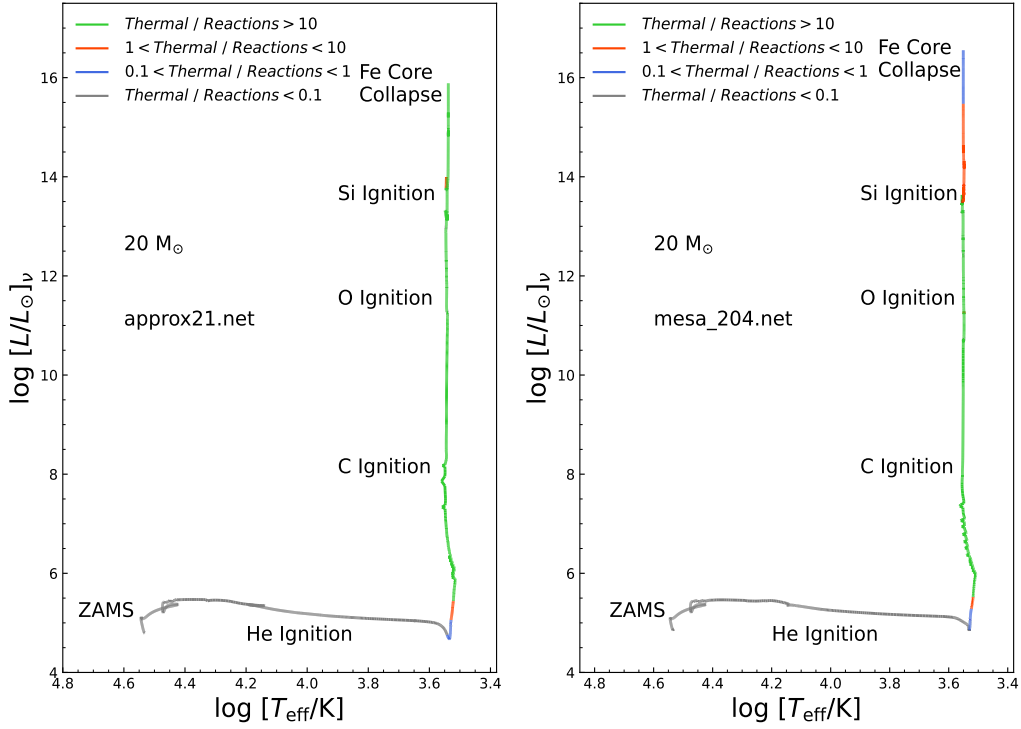 Thermal / Reactions > 10
1 < Thermal / Reactions < 10
0.1 < Thermal / Reactions < 1
Thermal / Reactions < 0.1
Fe Core
Collapse
Si Ignition
20 M☉
O Ignition
approx21.net
C Ignition
ZAMS
He Ignition
16
14
12
10
8
6
4
4.8
4.6
4.4
4.2
4.0
3.8
3.6
3.4
log [L/L☉]ν
log [Teff/K]
Thermal / Reactions > 10
1 < Thermal / Reactions < 10
0.1 < Thermal / Reactions < 1
Thermal / Reactions < 0.1
Fe Core
Collapse
Si Ignition
20 M☉
O Ignition
mesa_204.net
C Ignition
ZAMS
He Ignition
16
14
12
10
8
6
4
4.8
4.6
4.4
4.2
4.0
3.8
3.6
3.4
log [L/L☉]ν
log [Teff/K]